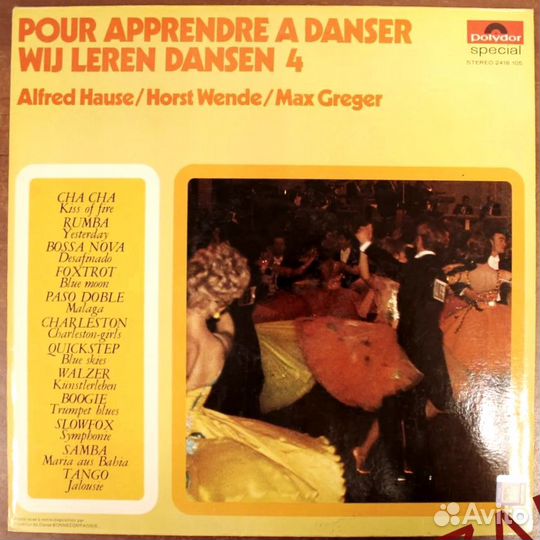 POUR APPRENDRE A DANSER
WIJ LEREN DANSEN 4
Alfred Hause/Horst Wende/Max Greger
Polydor
special
STEREO 2416 105
CHA CHA
Kiss of fire
RUMBA
Yesterday
BOSSA NOVA
Desafinado
FOXTROT
Blue moon
PASO DOBLE
Malaga
CHARLESTON
Charleston-girls
QUICKSTEP
Blue skies
WALZER
Künstlerleben
BOOGIE
Trumpet blues
SLOWFOX
Symphonie
SAMBA
Maria aus Bahia
TANGO
Jalousie
Avito